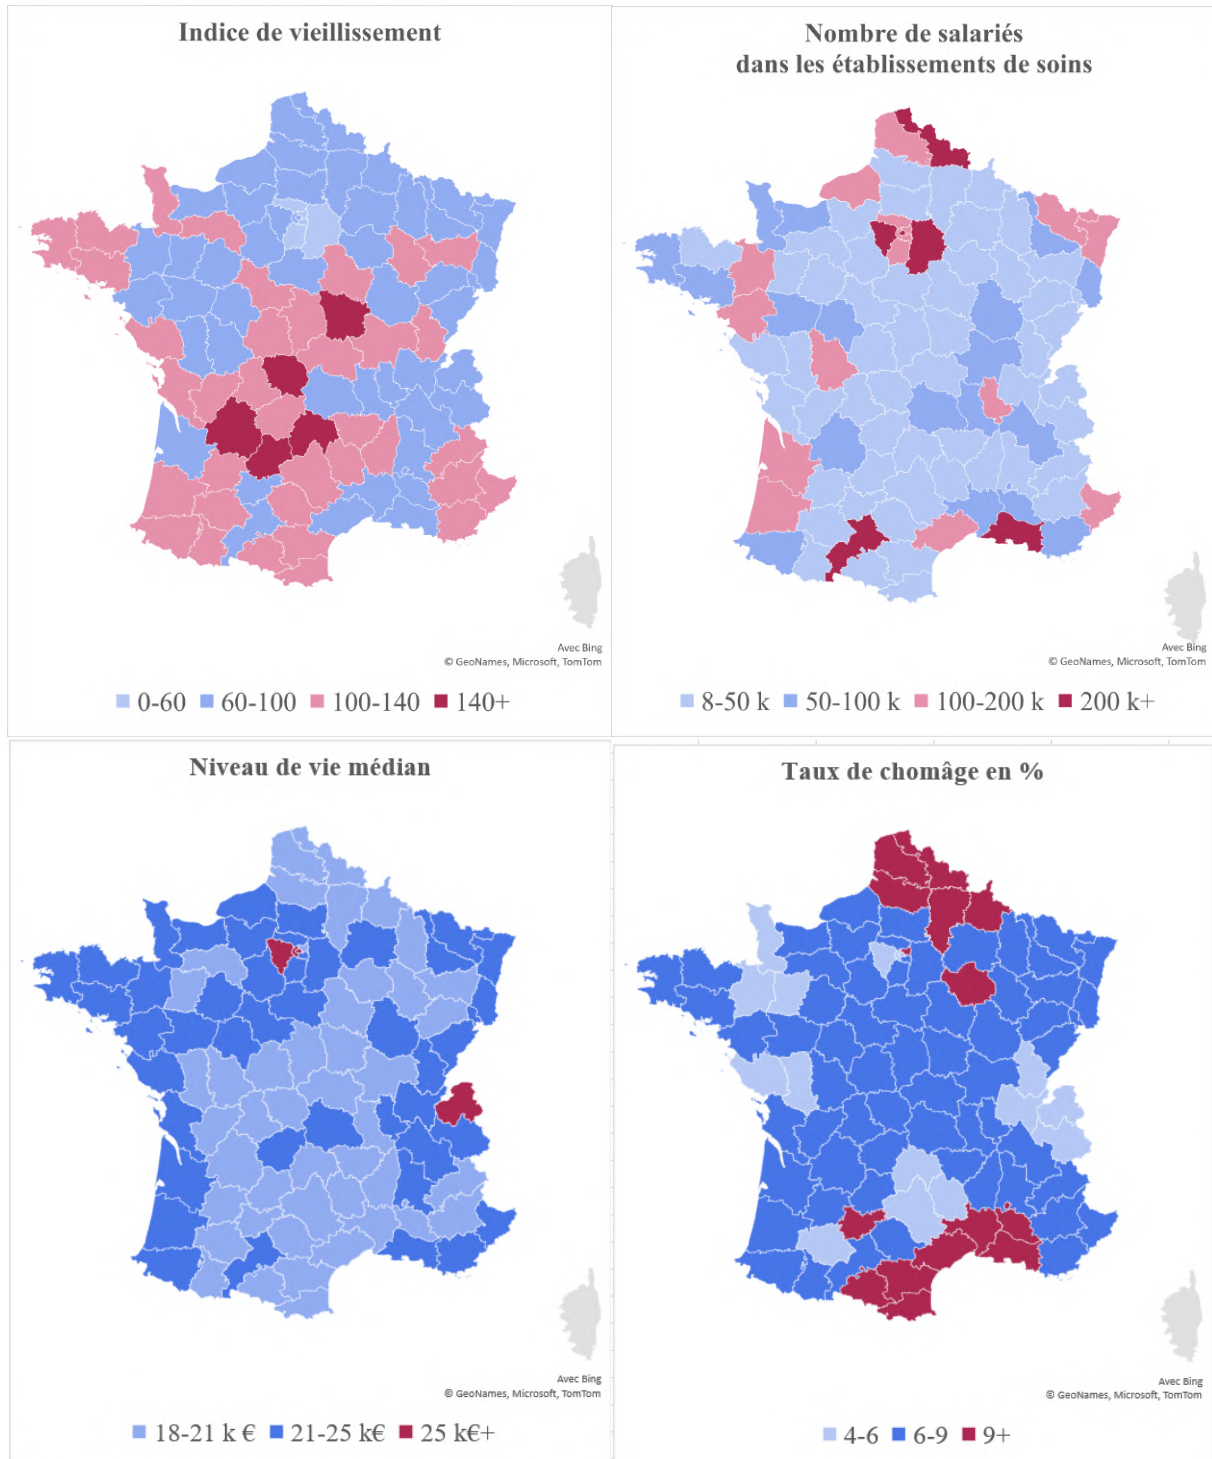 Indice de vieillissement
Avec Bing
© GeoNames, Microsoft, TomTom
0-60 60-100 100-140 140+
Nombre de salariés
dans les établissements de soins
Avec Bing
© GeoNames, Microsoft, TomTom
8-50 k 50-100 k 100-200 k 200 k+
Niveau de vie médian
Avec Bing
© GeoNames, Microsoft, TomTom
18-21 k € 21-25 k€ 25 k€+
Taux de chomâge en %
Avec Bing
© GeoNames, Microsoft, TomTom
4-6 6-9 9+